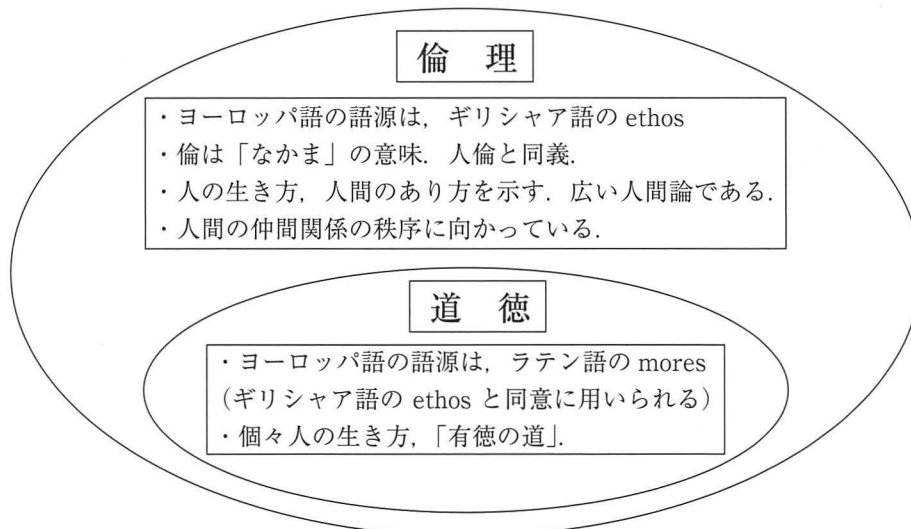 倫 理
・ヨーロッパ語の語源は，ギリシャア語の ethos
・倫は「なかま」の意味．人倫と同義．
・人の生き方，人間のあり方を示す．広い人間論である．
・人間の仲間関係の秩序に向かっている．
道 徳
・ヨーロッパ語の語源は，ラテン語の mores
（ギリシャア語の ethos と同意に用いられる）
・個々人の生き方，「有徳の道」．